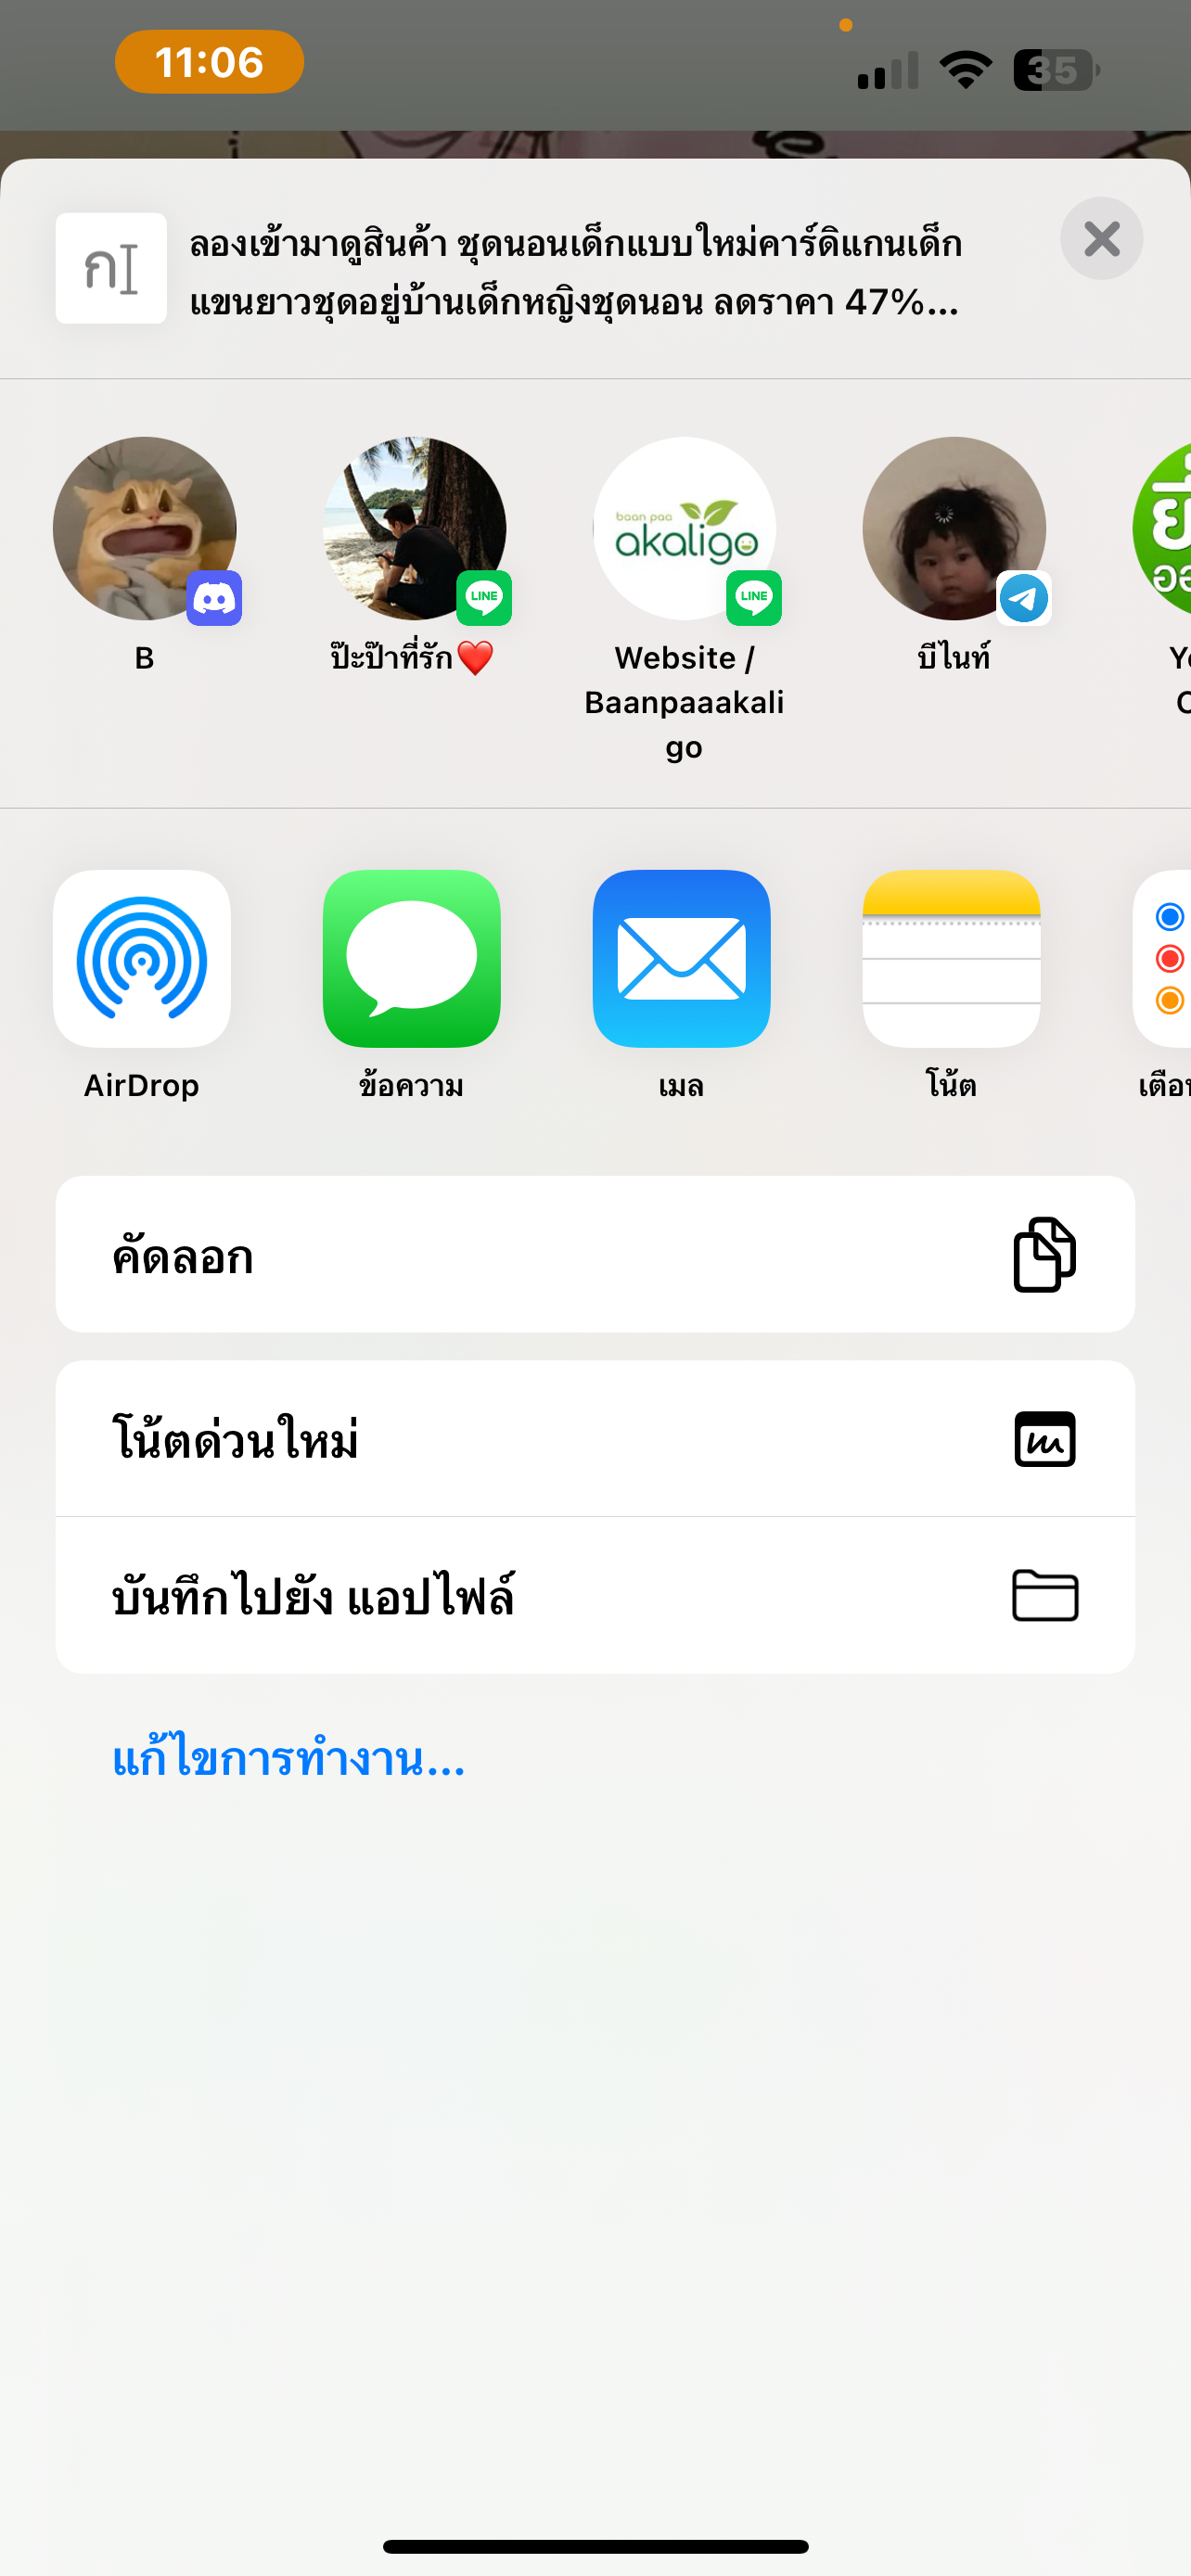 11:06
35
ก
ลองเข้ามาดูสินค้า ชุดนอนเด็กแบบใหม่คาร์ดิแกนเด็ก
แขนยาวชุดอยู่บ้านเด็กหญิงชุดนอน ลดราคา 47%...
baan paa
akaligo
LINE
LINE
B
ป๊ะป๊าที่รัก❤️
Website /
Baanpaaakali
go
บีไนท์
AirDrop
ข้อความ
เมล
โน้ต
คัดลอก
โน้ตด่วนใหม่
บันทึกไปยัง แอปไฟล์
แก้ไขการทำงาน...